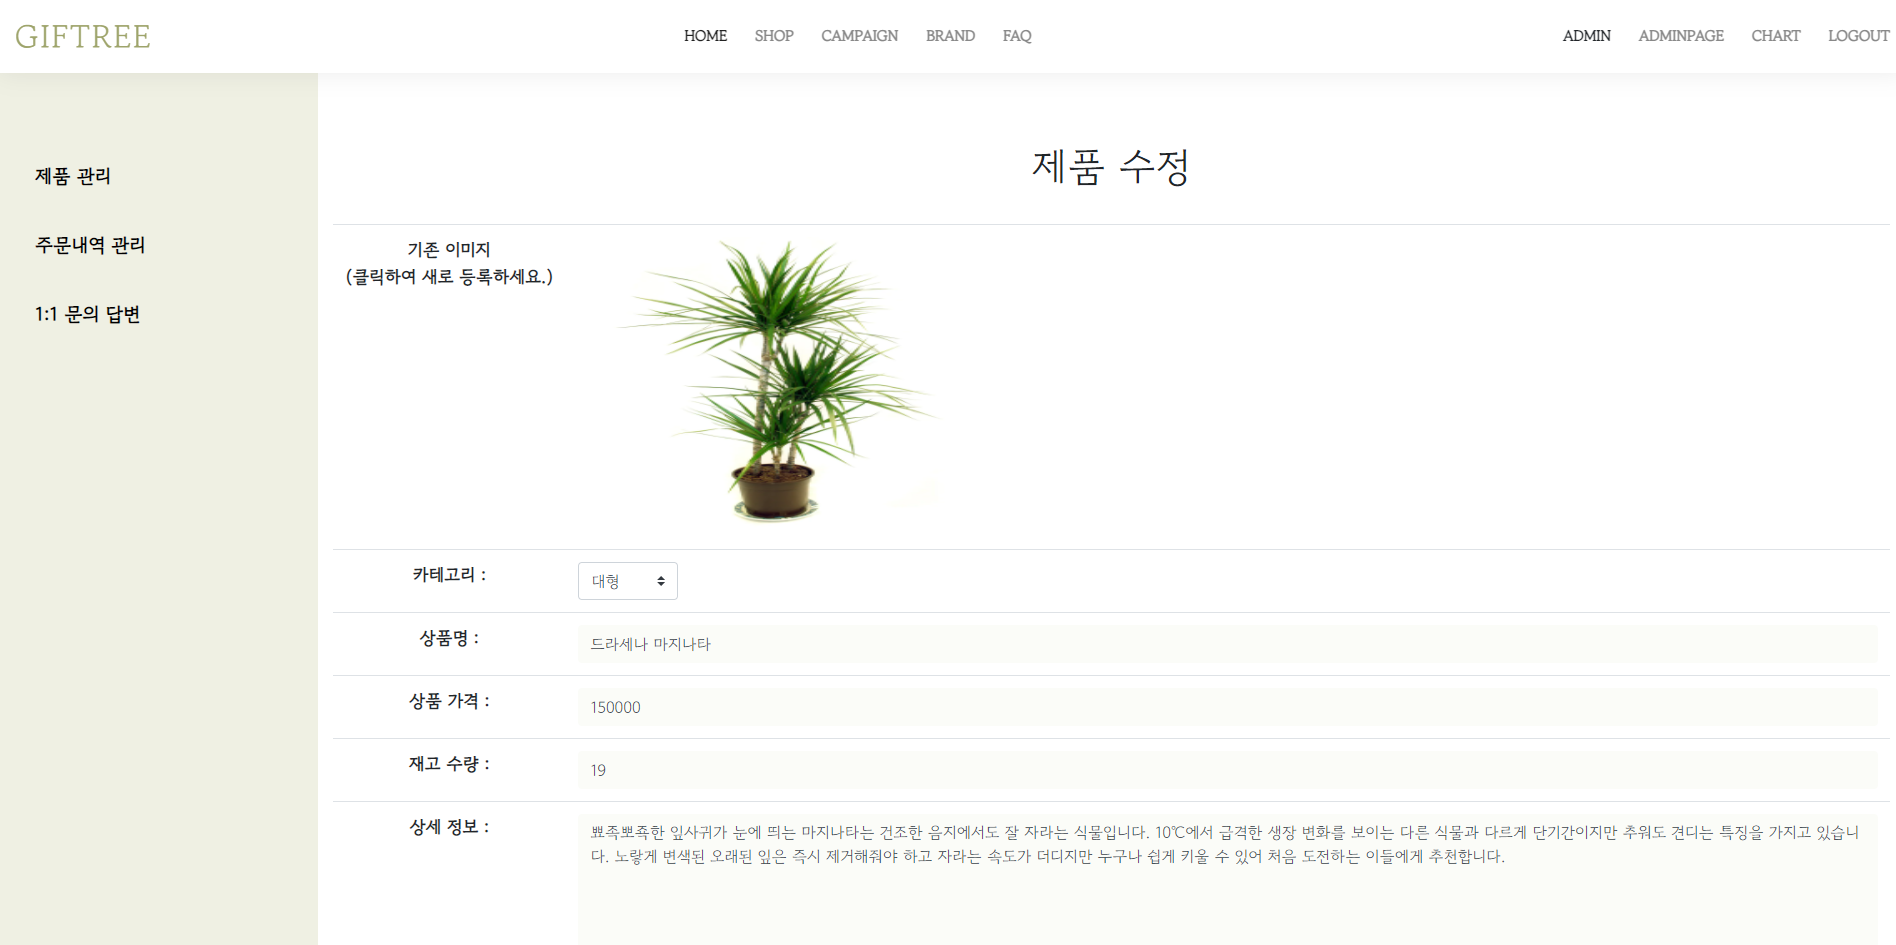 GIFTREE
HOME SHOP CAMPAIGN BRAND FAQ
ADMIN ADMINPAGE CHART LOGOUT
제품 관리
주문내역 관리
1:1 문의 답변
제품 수정
기존 이미지
(클릭하여 새로 등록하세요.)
카테고리 :
대형
상품명 :
드라세나 마지나타
상품 가격 :
150000
재고 수량 :
19
상세 정보 :
뾰족뾰죡한 잎사귀가 눈에 띄는 마지나타는 건조한 음지에서도 잘 자라는 식물입니다. 10℃에서 급격한 생장 변화를 보이는 다른 식물과 다르게 단기간이지만 추워도 견디는 특징을 가지고 있습니
다. 노랗게 변색된 오래된 잎은 즉시 제거해줘야 하고 자라는 속도가 더디지만 누구나 쉽게 키울 수 있어 처음 도전하는 이들에게 추천합니다.